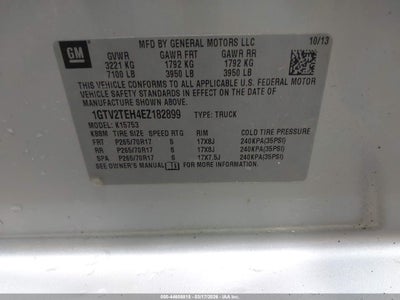 GM
MFD BY GENERAL MOTORS LLC
10/13
GVWR GAWR FRT GAWR RR
3221 KG 1792 KG 1792 KG
7100 LB 3950 LB 3950 LB
THIS VEHICLE CONFORMS TO ALL APPLICABLE U.S. FEDERAL MOTOR
VEHICLE SAFETY STANDARDS IN EFFECT ON THE DATE OF
MANUFACTURE SHOWN ABOVE.
1GTV2TEH4EZ182899 TYPE: TRUCK
MODEL: K15753
TIRE SIZE SPEED RTG RIM COLD TIRE PRESSURE
FRT P265/70R17 S 17X8J 240KPA(35PSI)
RR P265/70R17 S 17X8J 240KPA(35PSI)
SPA P265/70R17 S 17X7.5J 240KPA(35PSI)
SEE OWNER'S MANUAL FOR MORE INFORMATION.